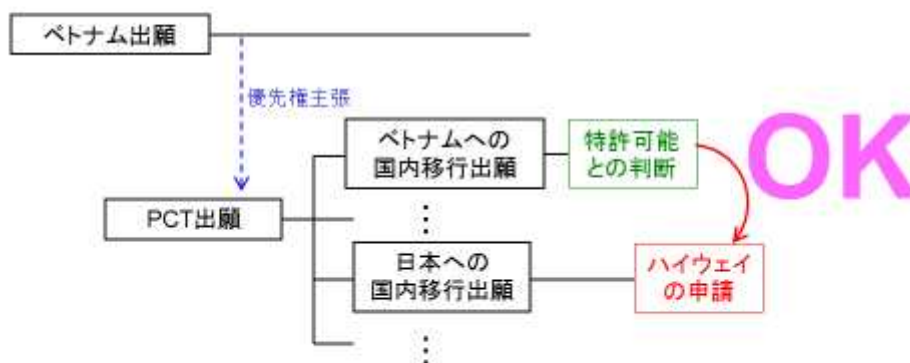 ベトナム出願
優先権主張
ベトナムへの
国内移行出願
特許可能
との判断
OK
PCT出願
⋮
日本への
国内移行出願
ハイウェイ
の申請
⋮